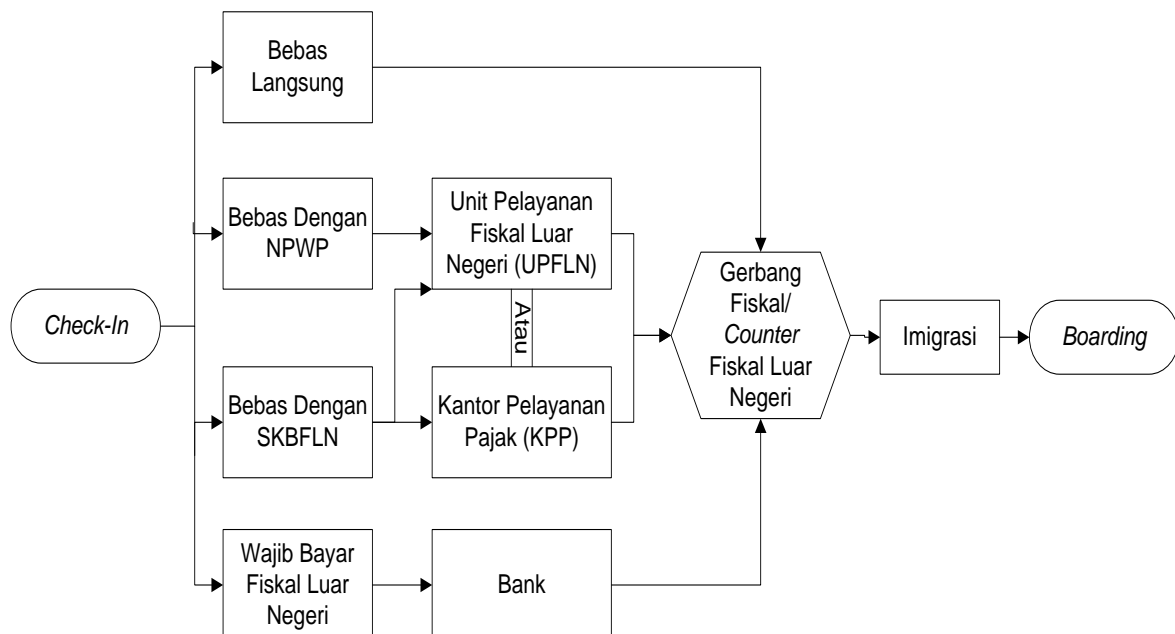 Bebas
Langsung
Bebas Dengan
NPWP
Unit Pelayanan
Fiskal Luar
Negeri (UPFLN)
Check-In
Atau
Gerbang
Fiskal/
Counter
Fiskal Luar
Negeri
Imigrasi
Boarding
Bebas Dengan
SKBFLN
Kantor Pelayanan
Pajak (KPP)
Wajib Bayar
Fiskal Luar
Negeri
Bank